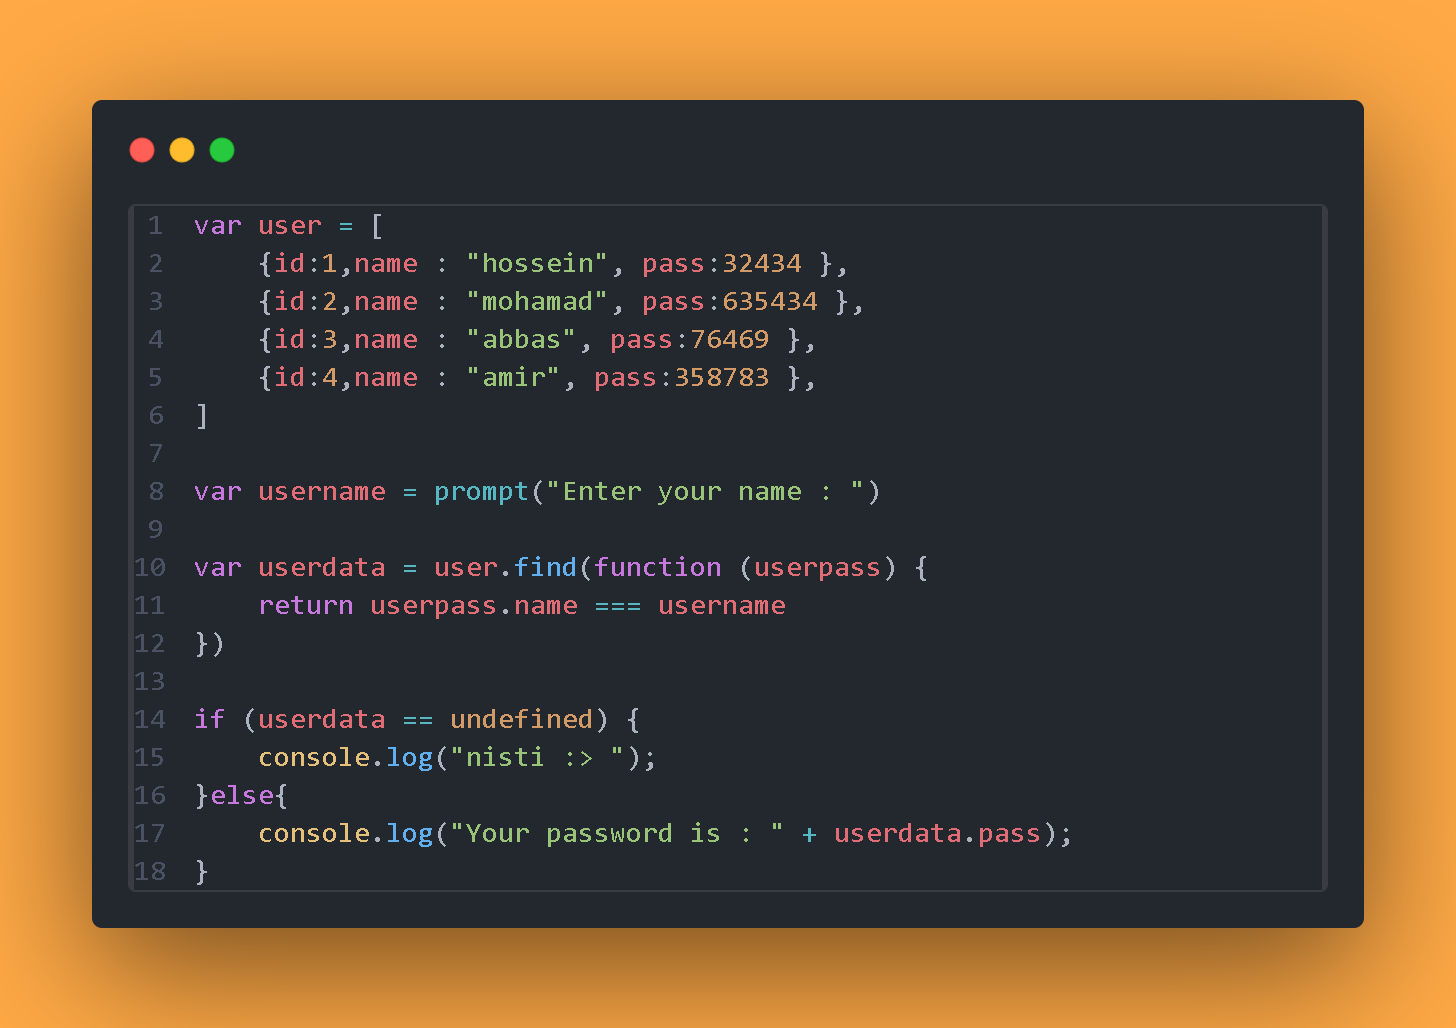 1 var user = [
2     {id:1,name : "hossein", pass:32434 },
3     {id:2,name : "mohamad", pass:635434 },
4     {id:3,name : "abbas", pass:76469 },
5     {id:4,name : "amir", pass:358783 },
6 ]
7
8 var username = prompt("Enter your name : ")
9
10 var userdata = user.find(function (userpass) {
11     return userpass.name === username
12 })
13
14 if (userdata == undefined) {
15     console.log("nisti :> ");
16 }else{
17     console.log("Your password is : " + userdata.pass);
18 }